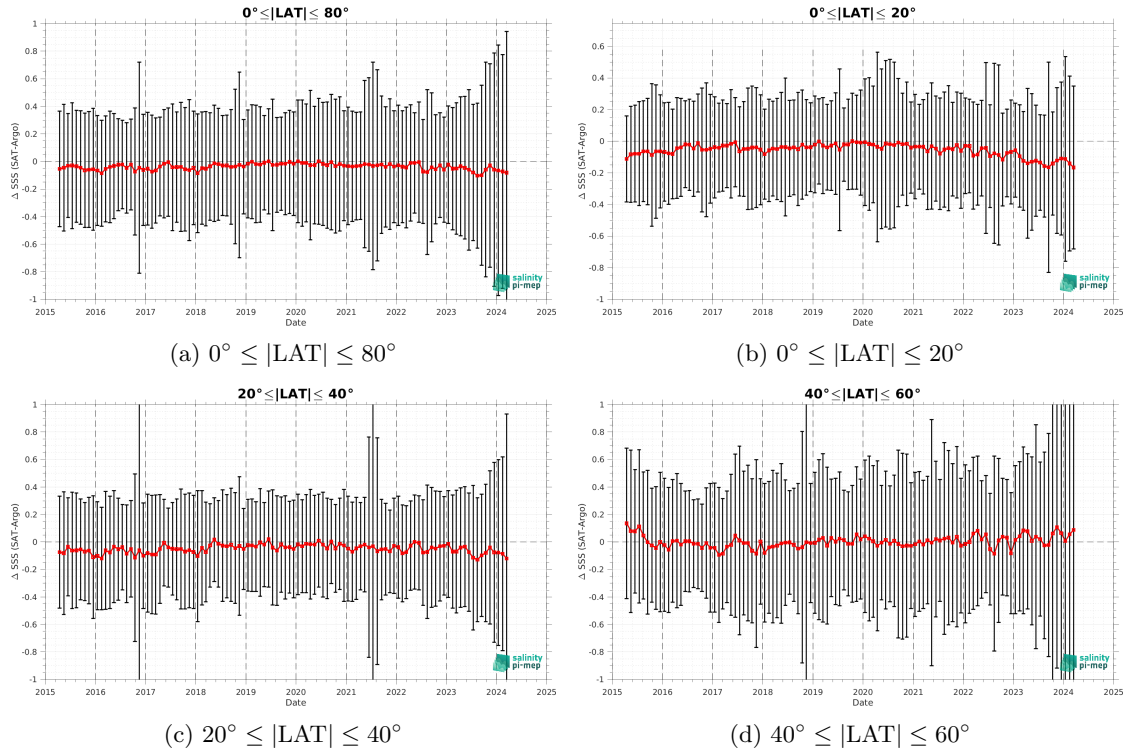 0°≤|LAT|≤ 80°
1
0.8
0.6
0.4
0.2
0
-0.2
-0.4
-0.6
-0.8
-1
Δ SSS (SAT-Argo)
2015 2016 2017 2018 2019 2020 2021 2022 2023 2024 2025
Date
salinity
pi-mep
(a) 0° ≤ |LAT| ≤ 80°
0°≤|LAT|≤ 20°
0.6
0.4
0.2
0
-0.2
-0.4
-0.6
-0.8
-1
Δ SSS (SAT-Argo)
2015 2016 2017 2018 2019 2020 2021 2022 2023 2024 2025
Date
salinity
pi-mep
(b) 0° ≤ |LAT| ≤ 20°
20°≤|LAT|≤ 40°
1
0.8
0.6
0.4
0.2
0
-0.2
-0.4
-0.6
-0.8
-1
Δ SSS (SAT-Argo)
2015 2016 2017 2018 2019 2020 2021 2022 2023 2024 2025
Date
salinity
pi-mep
(c) 20° ≤ |LAT| ≤ 40°
40°≤|LAT|≤ 60°
1
0.8
0.6
0.4
0.2
0
-0.2
-0.4
-0.6
-0.8
-1
Δ SSS (SAT-Argo)
2015 2016 2017 2018 2019 2020 2021 2022 2023 2024 2025
Date
salinity
pi-mep
(d) 40° ≤ |LAT| ≤ 60°